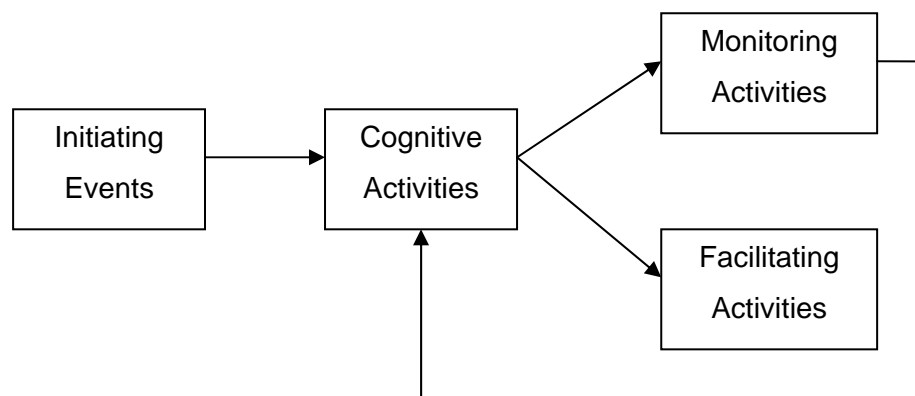 Initiating
Events
Cognitive
Activities
Monitoring
Activities
Facilitating
Activities